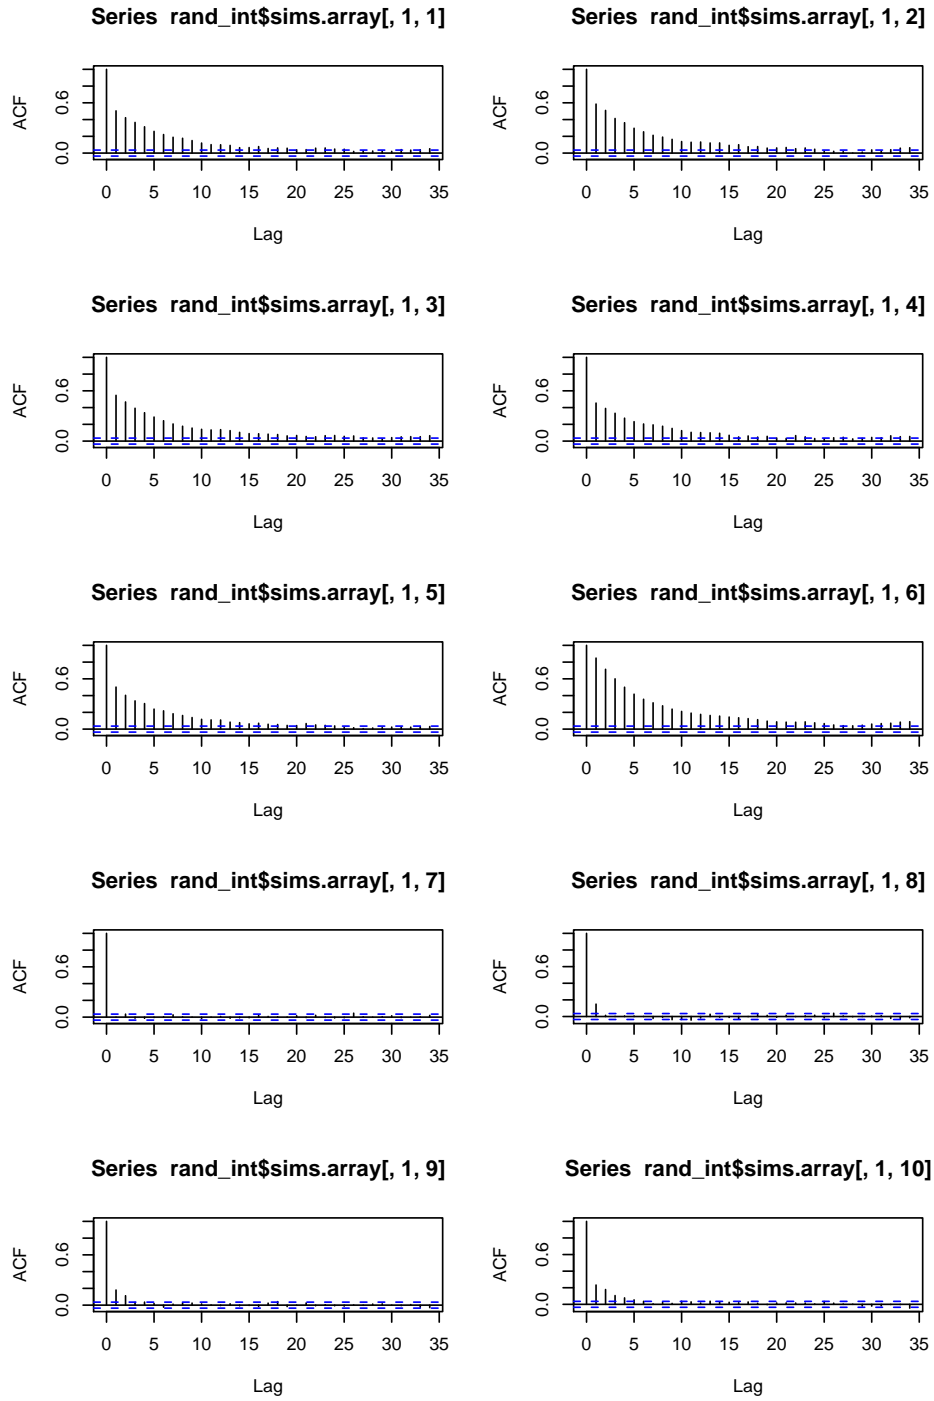 Series rand_int$sims.array[, 1, 1]
ACF
0.0 0.6
0 5 10 15 20 25 30 35
Lag
Series rand_int$sims.array[, 1, 2]
ACF
0.0 0.6
0 5 10 15 20 25 30 35
Lag
Series rand_int$sims.array[, 1, 3]
ACF
0.0 0.6
0 5 10 15 20 25 30 35
Lag
Series rand_int$sims.array[, 1, 4]
ACF
0.0 0.6
0 5 10 15 20 25 30 35
Lag
Series rand_int$sims.array[, 1, 5]
ACF
0.0 0.6
0 5 10 15 20 25 30 35
Lag
Series rand_int$sims.array[, 1, 6]
ACF
0.0 0.6
0 5 10 15 20 25 30 35
Lag
Series rand_int$sims.array[, 1, 7]
ACF
0.0 0.6
0 5 10 15 20 25 30 35
Lag
Series rand_int$sims.array[, 1, 8]
ACF
0.0 0.6
0 5 10 15 20 25 30 35
Lag
Series rand_int$sims.array[, 1, 9]
ACF
0.0 0.6
0 5 10 15 20 25 30 35
Lag
Series rand_int$sims.array[, 1, 10]
ACF
0.0 0.6
0 5 10 15 20 25 30 35
Lag